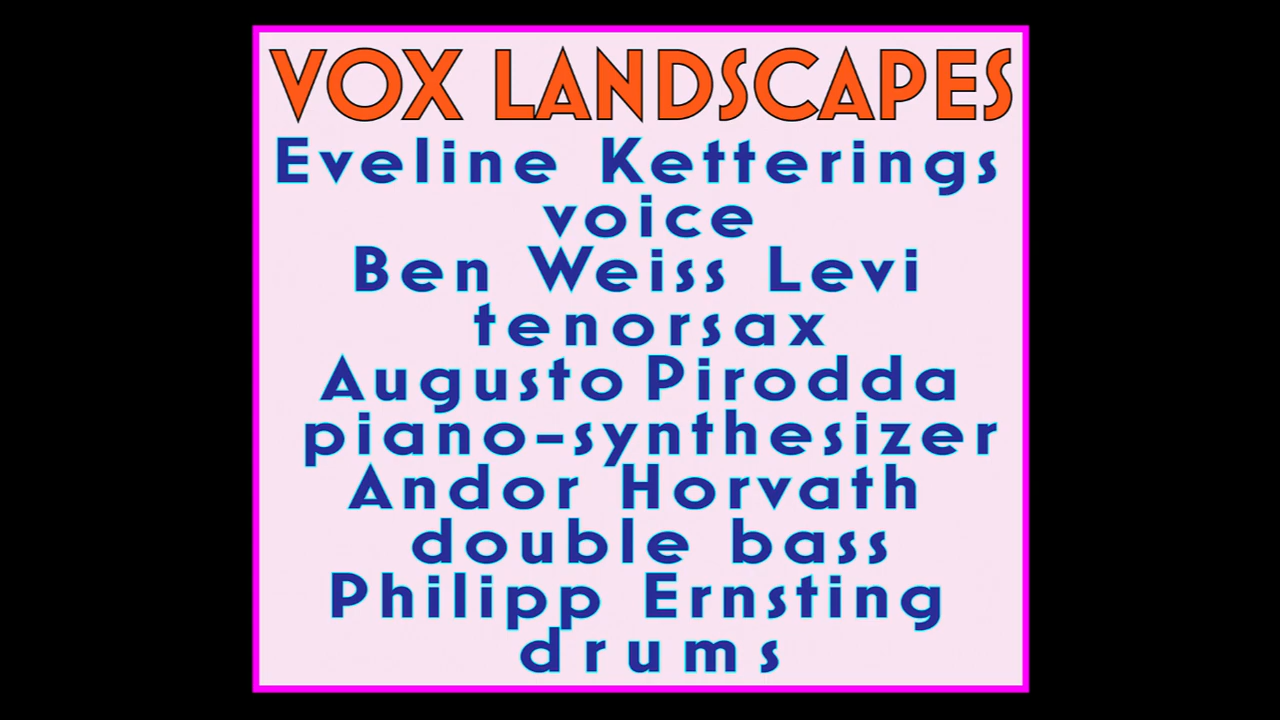 VOX LANDSCAPES
Eveline Ketterings
voice
Ben Weiss Levi
tenorsax
Augusto Pirodda
piano-synthesizer
Andor Horvath
double bass
Philipp Ernsting
drums